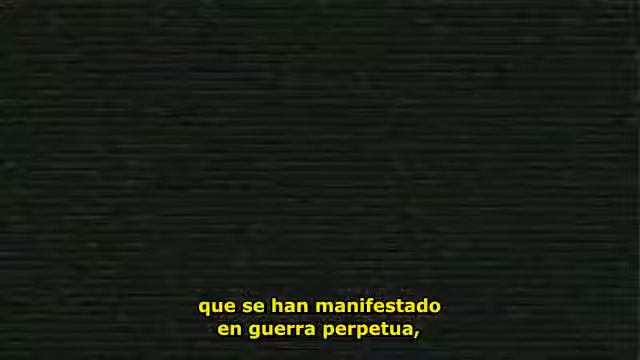 que se han manifestado
en guerra perpetua,